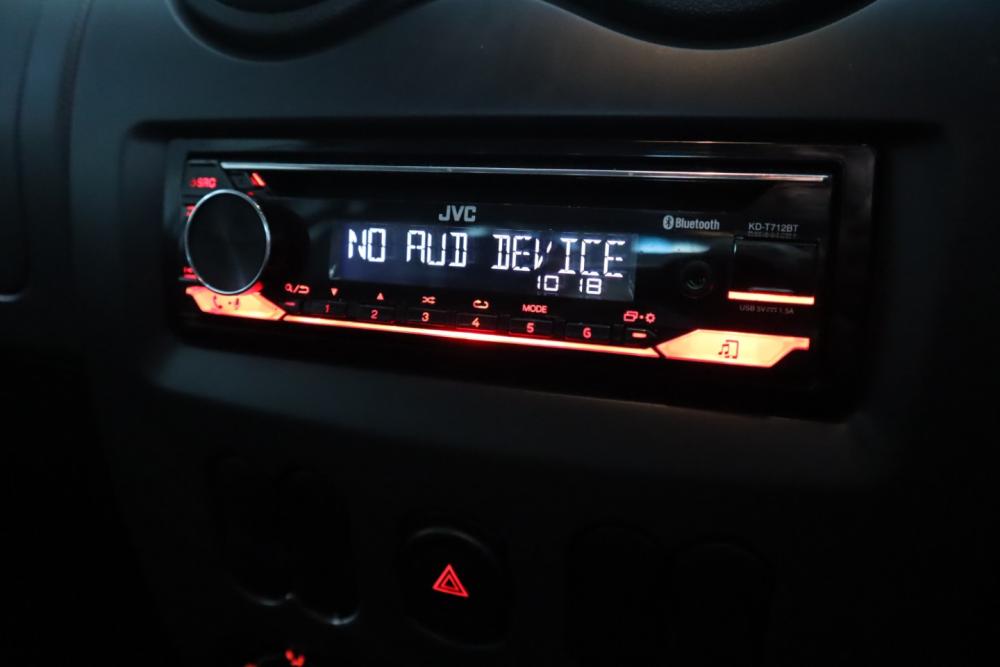 SRC
JVC
Bluetooth
KD-T712BT
NO AUD DEVICE
10 18
USB 5V 1.5A
1 2 3 4 5 6
MODE